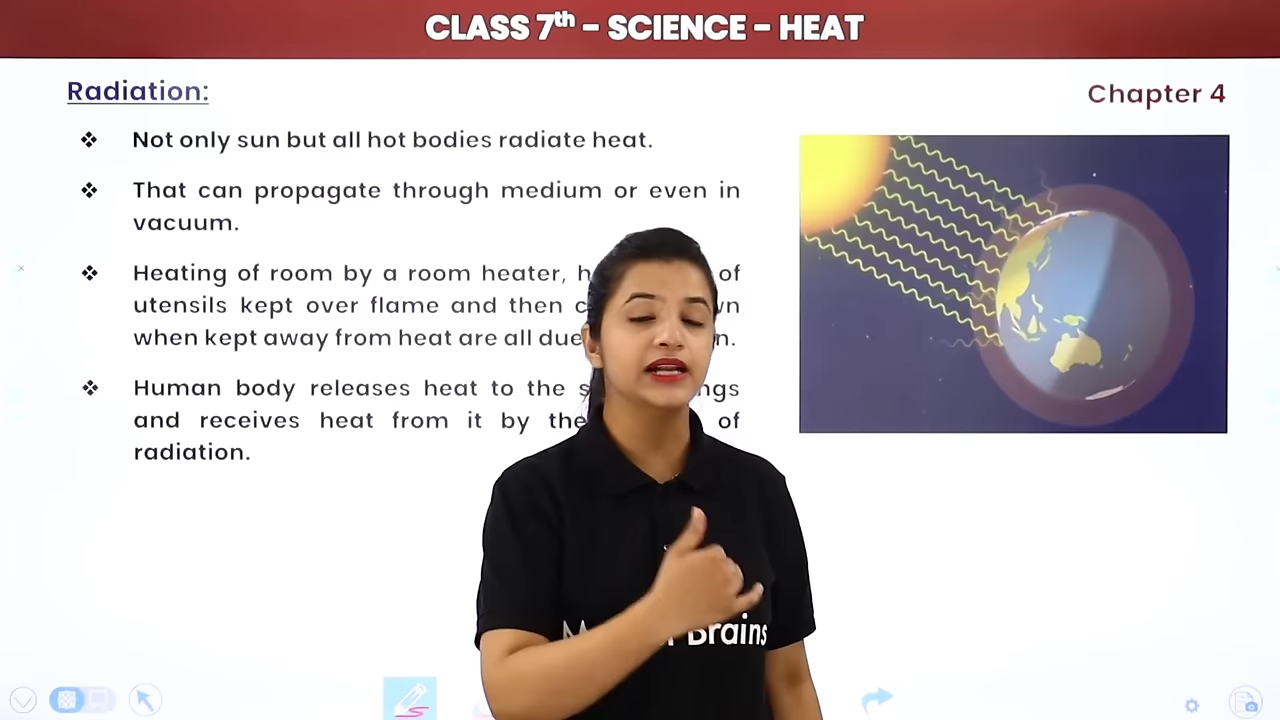 CLASS 7th - SCIENCE - HEAT
Radiation:
Chapter 4
Not only sun but all hot bodies radiate heat.
That can propagate through medium or even in
vacuum.
Heating of room by a room heater, of
utensils kept over flame and then
when kept away from heat are all due
Human body releases heat to the
and receives heat from it by the of
radiation.
Brains